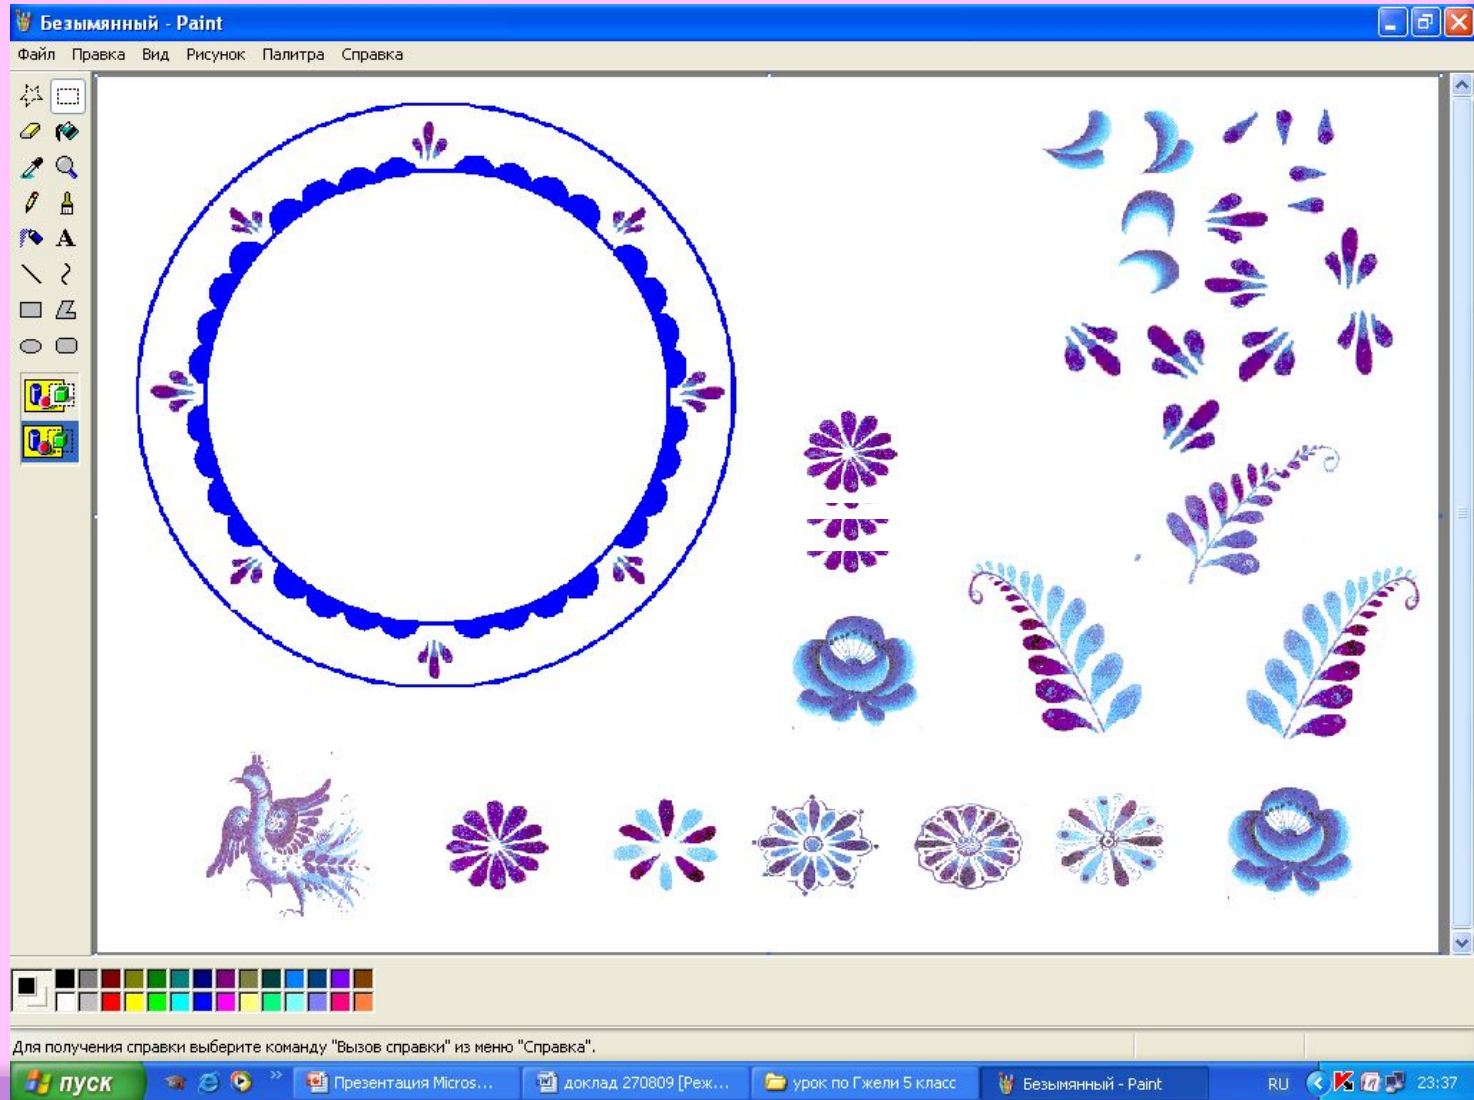 Безымянный - Paint
Файл Правка Вид Рисунок Палитра Справка
A
Для получения справки выберите команду "Вызов справки" из меню "Справка".
пуск
Презентация Micros...
доклад 270809 [Реж...
урок по Гжели 5 класс
Безымянный - Paint
RU
23:37